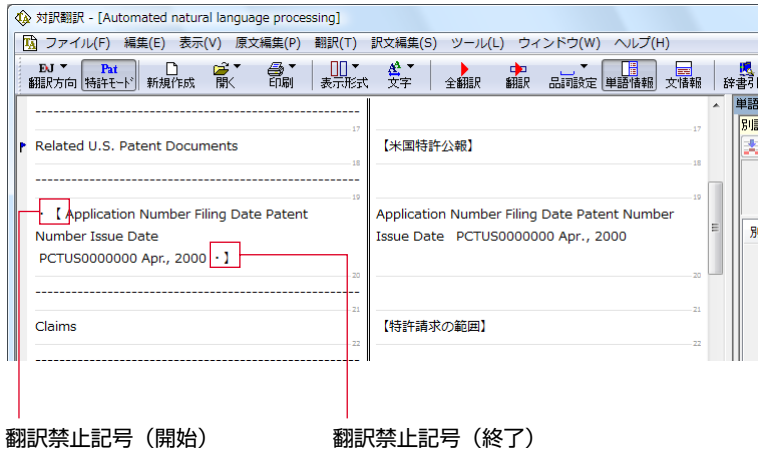 対訳翻訳 - [Automated natural language processing]
ファイル(F) 編集(E) 表示(V) 原文編集(P) 翻訳(T) 訳文編集(S) ツール(L) ウィンドウ(W) ヘルプ(H)
EJ Pat
翻訳方向 特許モード 新規作成 開く 印刷 表示形式 文字 全翻訳 翻訳 品詞設定 単語情報 文情報 辞書引
単語
別訳
17 17
Related U.S. Patent Documents 【米国特許公報】
18 18
19 19
・【 Application Number Filing Date Patent Application Number Filing Date Patent Number
Number Issue Date Issue Date PCTUS0000000 Apr., 2000
PCTUS0000000 Apr., 2000 ・】
20 20
21 21
Claims 【特許請求の範囲】
22 22
翻訳禁止記号（開始） 翻訳禁止記号（終了）